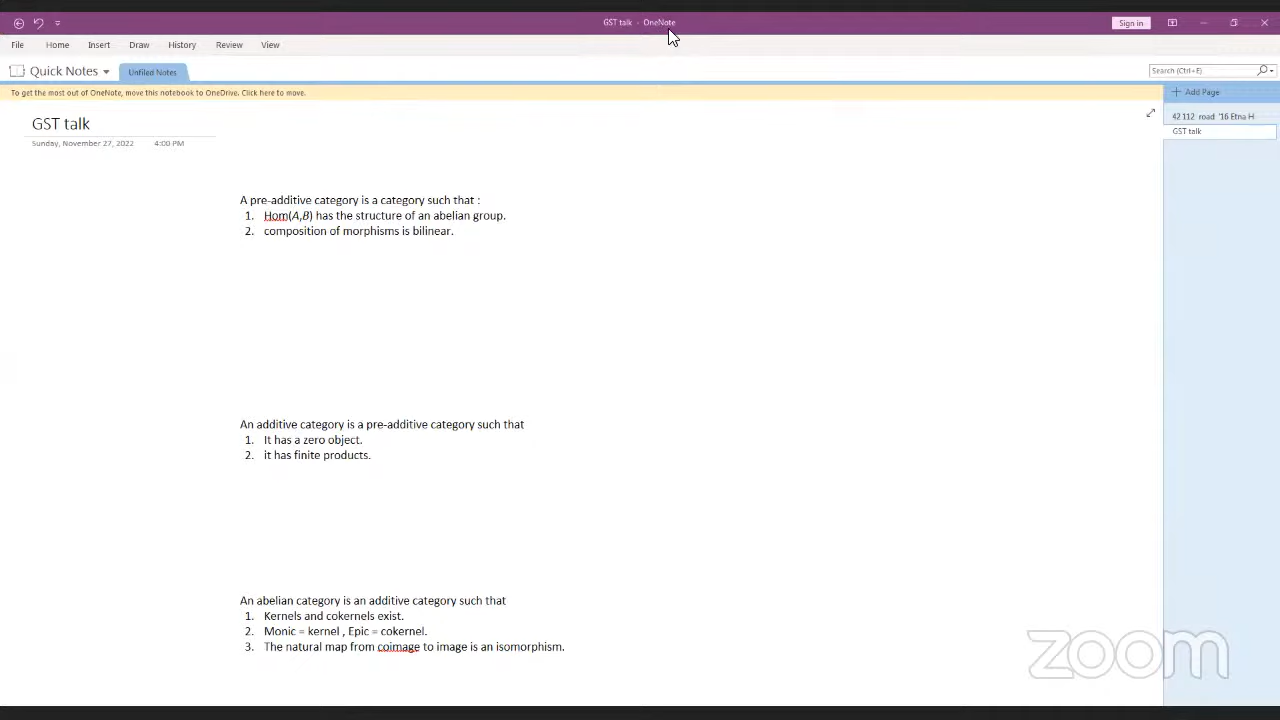 GST talk - OneNote
Sign in
File Home Insert Draw History Review View
Quick Notes Unfiled Notes
Search (Ctrl+E)
To get the most out of OneNote, move this notebook to OneDrive. Click here to move.
Add Page
42 112 road '16 Etna H
GST talk
GST talk
Sunday, November 27, 2022 4:00 PM
A pre-additive category is a category such that :
1. Hom(A,B) has the structure of an abelian group.
2. composition of morphisms is bilinear.
An additive category is a pre-additive category such that
1. It has a zero object.
2. it has finite products.
An abelian category is an additive category such that
1. Kernels and cokernels exist.
2. Monic = kernel , Epic = cokernel.
3. The natural map from coimage to image is an isomorphism.
zoom